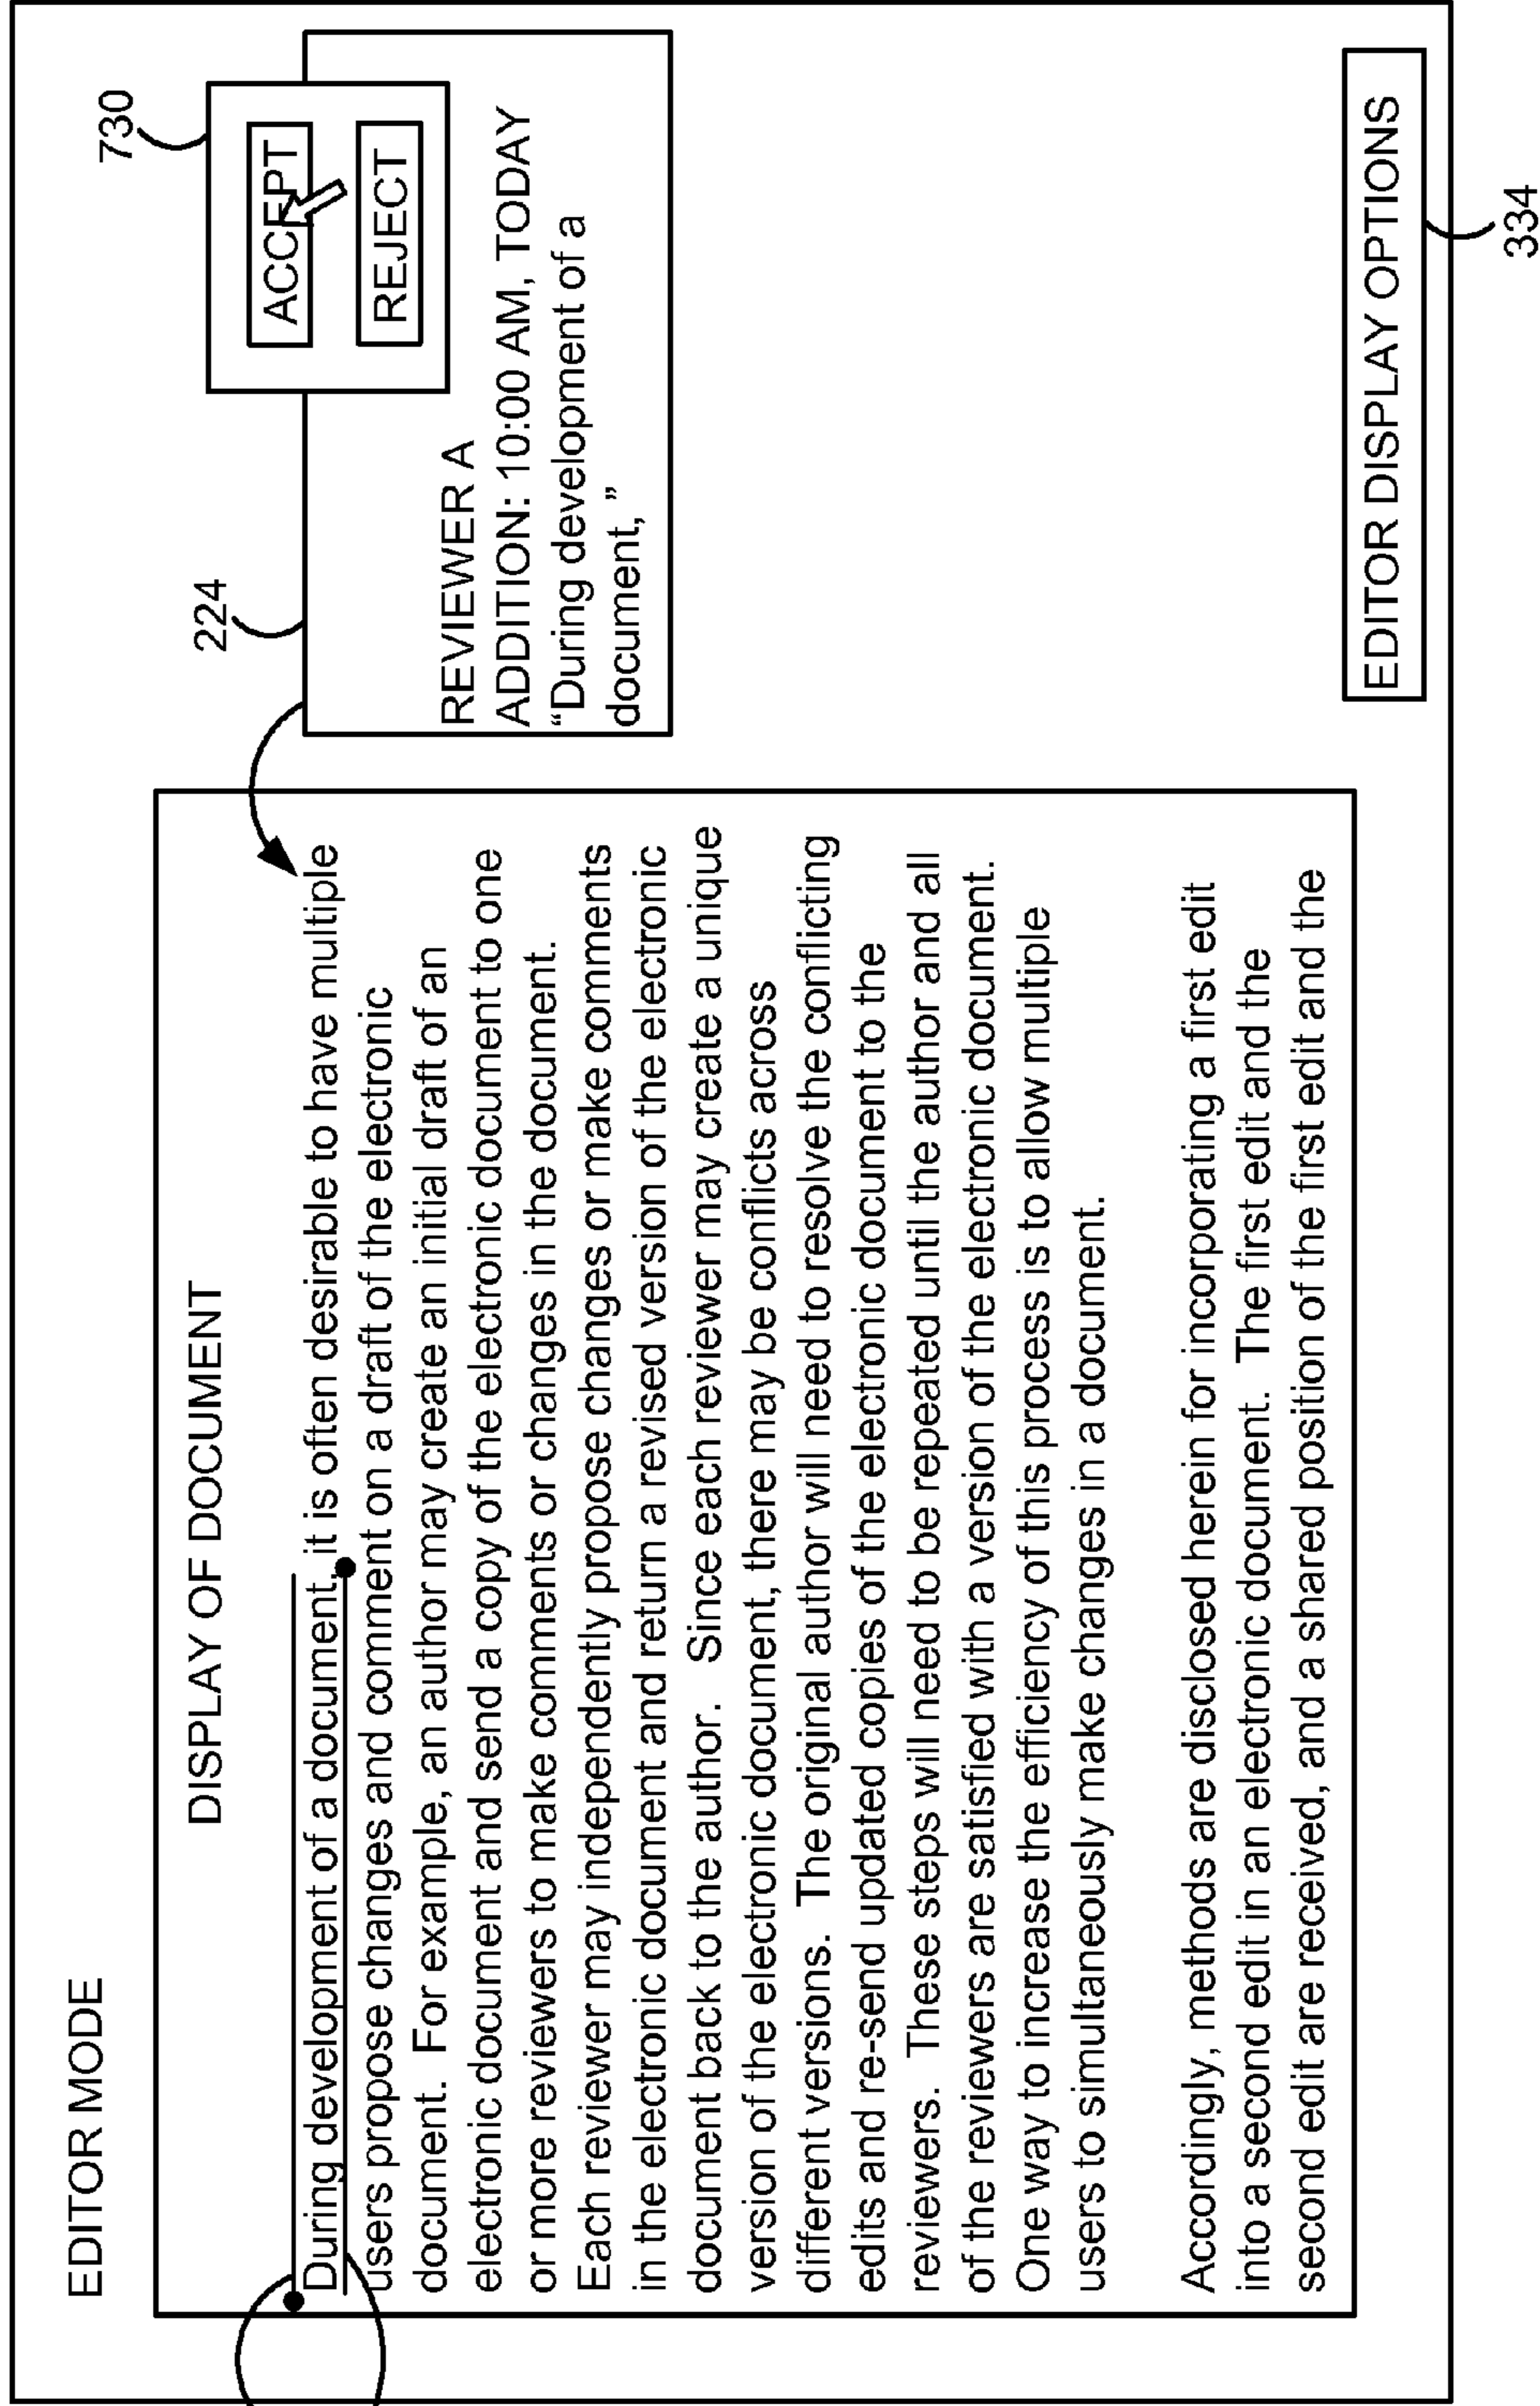 EDITOR MODE
DISPLAY OF DOCUMENT
During development of a document, it is often desirable to have multiple
users propose changes and comment on a draft of the electronic
document.  For example, an author may create an initial draft of an
electronic document and send a copy of the electronic document to one
or more reviewers to make comments or changes in the document.
Each reviewer may independently propose changes or make comments
in the electronic document and return a revised version of the electronic
document back to the author.  Since each reviewer may create a unique
version of the electronic document, there may be conflicts across
different versions.  The original author will need to resolve the conflicting
edits and re-send updated copies of the electronic document to the
reviewers.  These steps will need to be repeated until the author and all
of the reviewers are satisfied with a version of the electronic document.
One way to increase the efficiency of this process is to allow multiple
users to simultaneously make changes in a document.
Accordingly, methods are disclosed herein for incorporating a first edit
into a second edit in an electronic document.  The first edit and the
second edit are received, and a shared position of the first edit and the
224
730
ACCEPT
REJECT
REVIEWER A
ADDITION: 10:00 AM, TODAY
“During development of a
document, ”
EDITOR DISPLAY OPTIONS
334